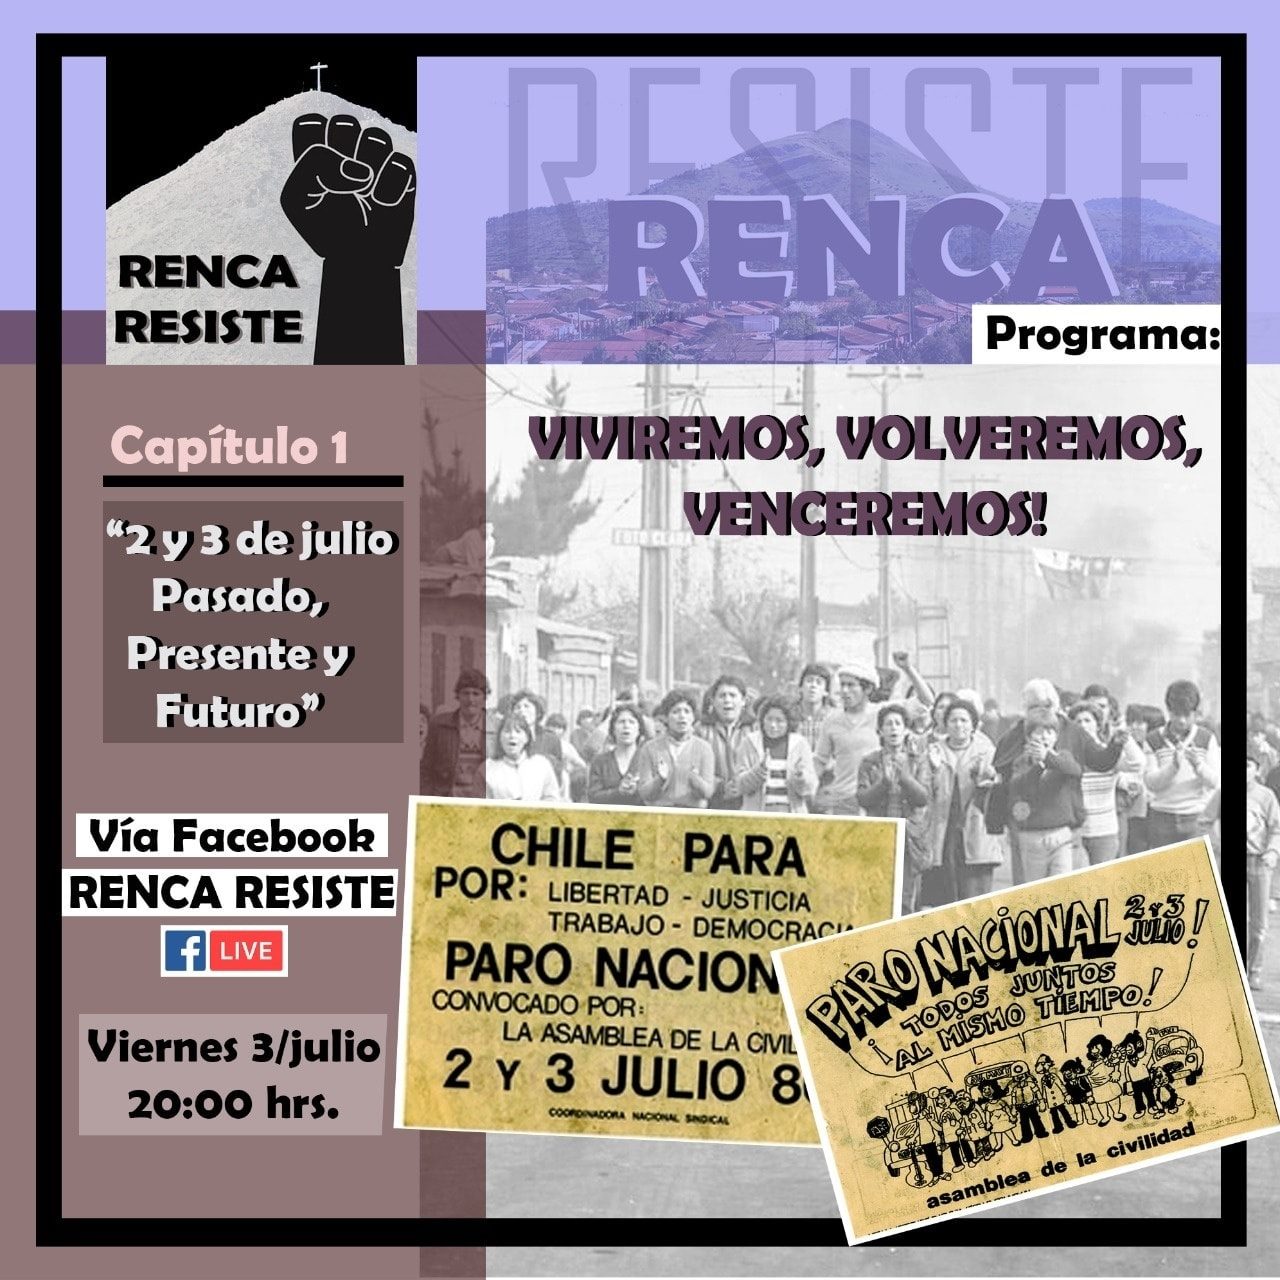 RENCA
RESISTE
RESISTE
RENCA
Programa:
VIVIREMOS, VOLVEREMOS,
VENCEREMOS!
Capítulo 1
“2 y 3 de julio
Pasado,
Presente y
Futuro”
Vía Facebook
RENCA RESISTE
f LIVE
Viernes 3/julio
20:00 hrs.
FOTO CLARA
CHILE PARA
POR: LIBERTAD - JUSTICIA
TRABAJO - DEMOCRACIA
PARO NACION
CONVOCADO POR:
LA ASAMBLEA DE LA CIVIL
2 Y 3 JULIO 8
COORDINADORA NACIONAL SINDICAL
PARO NACIONAL 2 Y 3 JULIO!
TODOS JUNTOS
¡AL MISMO TIEMPO!
asamblea de la civilidad